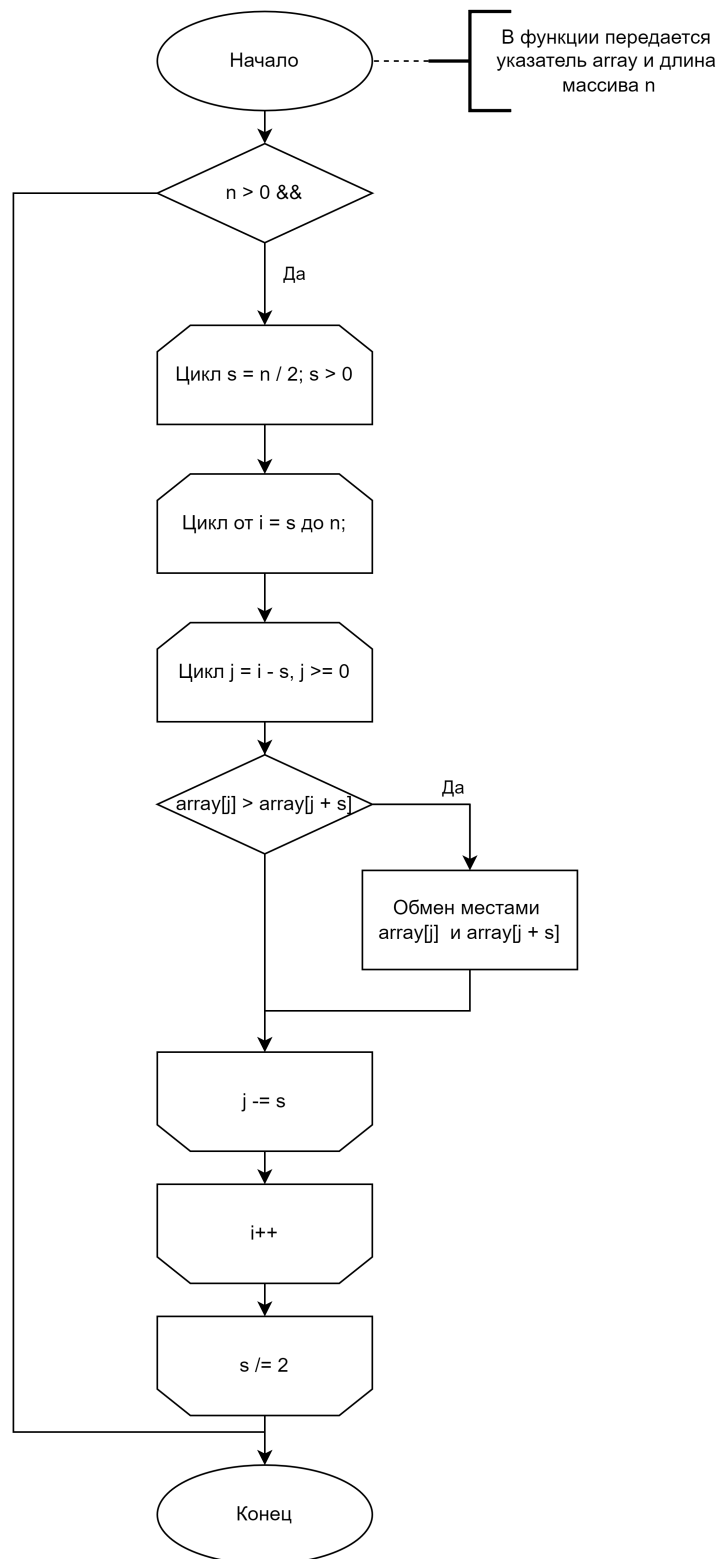 Начало
В функции передается
указатель array и длина
массива n
n > 0 &&
Да
Цикл s = n / 2; s > 0
Цикл от i = s до n;
Цикл j = i - s, j >= 0
array[j] > array[j + s]
Да
Обмен местами
array[j] и array[j + s]
j -= s
i++
s /= 2
Конец